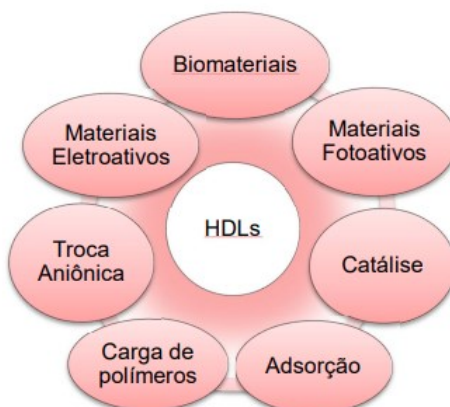 Biomateriais
Materiais
Fotoativos
Catálise
Adsorção
Carga de
polímeros
Troca
Aniônica
Materiais
Eletroativos
HDLs